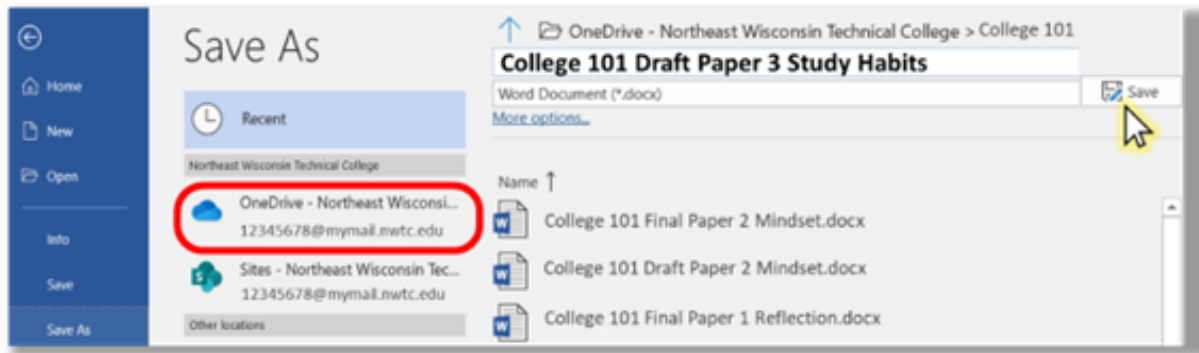 Home
New
Open
Info
Save
Save As
Save As
Recent
Northeast Wisconsin Technical College
OneDrive - Northeast Wisconsi...
12345678@mymail.nwtc.edu
Sites - Northeast Wisconsin Tec...
12345678@mymail.nwtc.edu
Other locations
OneDrive - Northeast Wisconsin Technical College > College 101
College 101 Draft Paper 3 Study Habits
Word Document (*.docx)
Save
More options...
Name ↑
College 101 Final Paper 2 Mindset.docx
College 101 Draft Paper 2 Mindset.docx
College 101 Final Paper 1 Reflection.docx